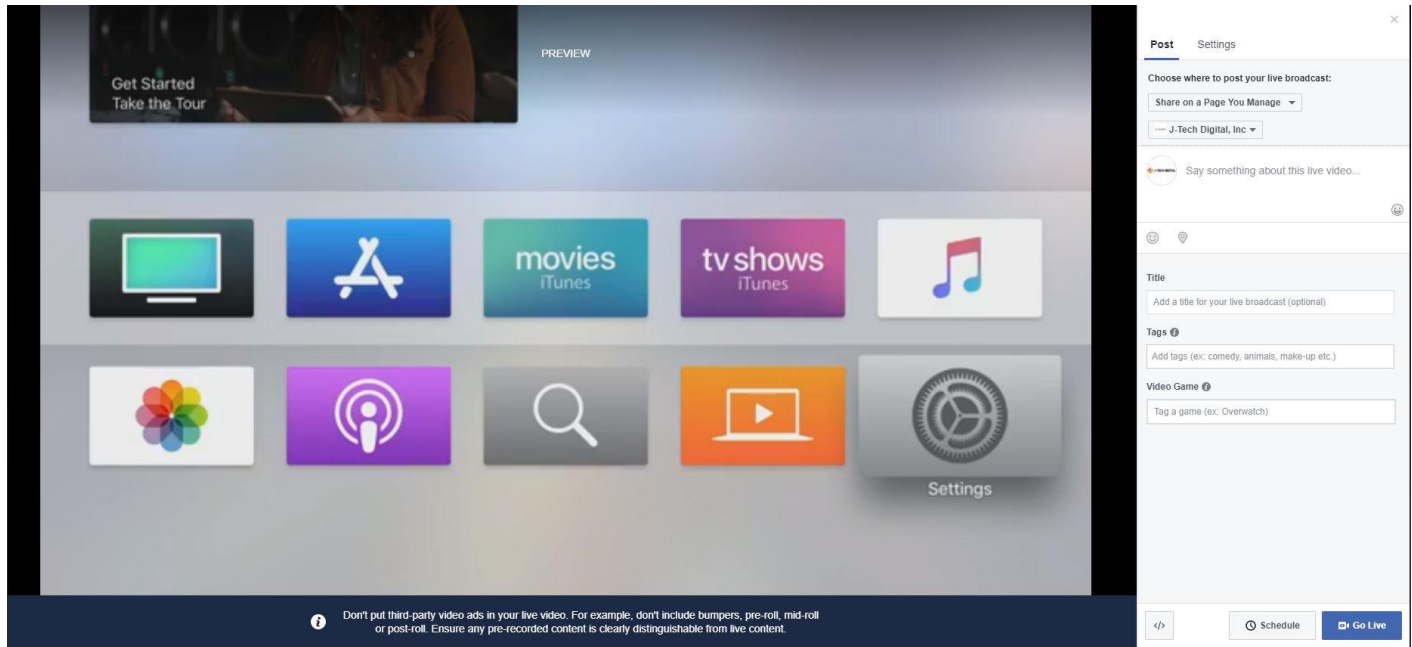 Get Started
Take the Tour
PREVIEW
movies
iTunes
tv shows
iTunes
Settings
Don't put third-party video ads in your live video. For example, don't include bumpers, pre-roll, mid-roll
or post-roll. Ensure any pre-recorded content is clearly distinguishable from live content.
Post Settings
Choose where to post your live broadcast:
Share on a Page You Manage
J-Tech Digital, Inc
Say something about this live video...
Title
Add a title for your live broadcast (optional)
Tags
Add tags (ex: comedy, animals, make-up etc.)
Video Game
Tag a game (ex: Overwatch)
</> Schedule Go Live